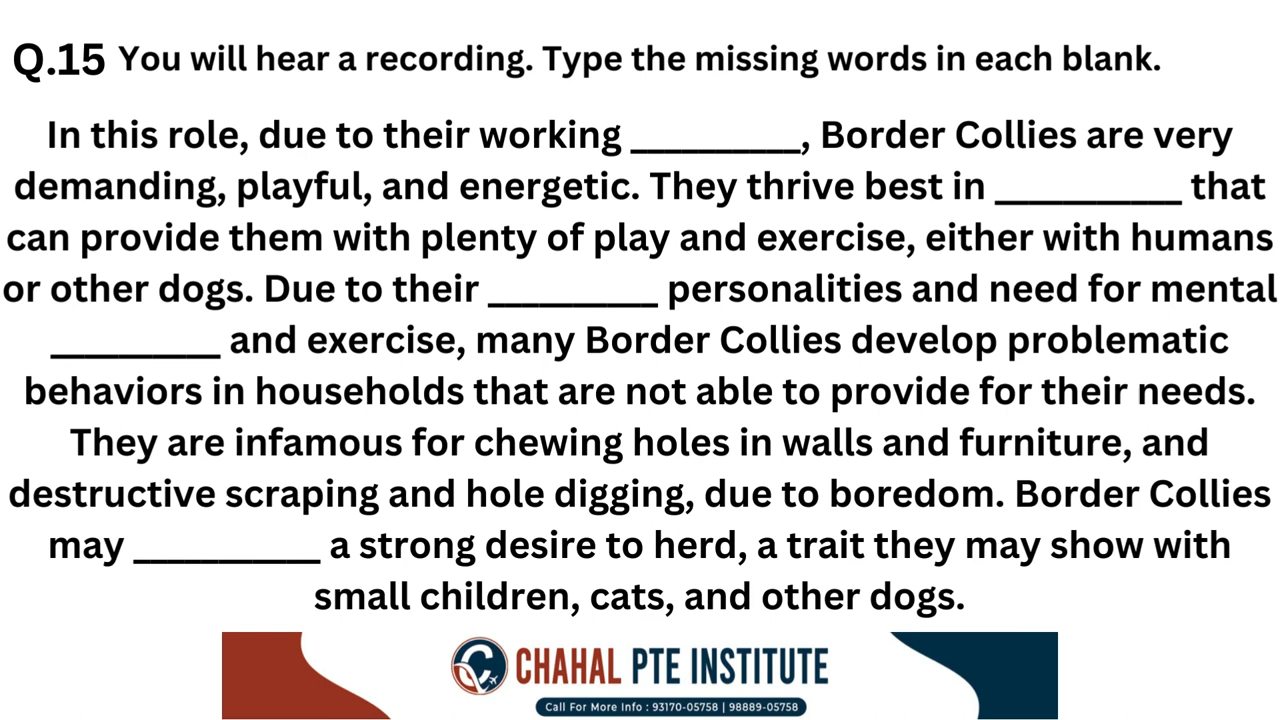 Q.15 You will hear a recording. Type the missing words in each blank.
In this role, due to their working __________, Border Collies are very
demanding, playful, and energetic. They thrive best in ___________ that
can provide them with plenty of play and exercise, either with humans
or other dogs. Due to their __________ personalities and need for mental
__________ and exercise, many Border Collies develop problematic
behaviors in households that are not able to provide for their needs.
They are infamous for chewing holes in walls and furniture, and
destructive scraping and hole digging, due to boredom. Border Collies
may ___________ a strong desire to herd, a trait they may show with
small children, cats, and other dogs.
CHAHAL PTE INSTITUTE
Call For More Info : 93170-05758 | 98889-05758